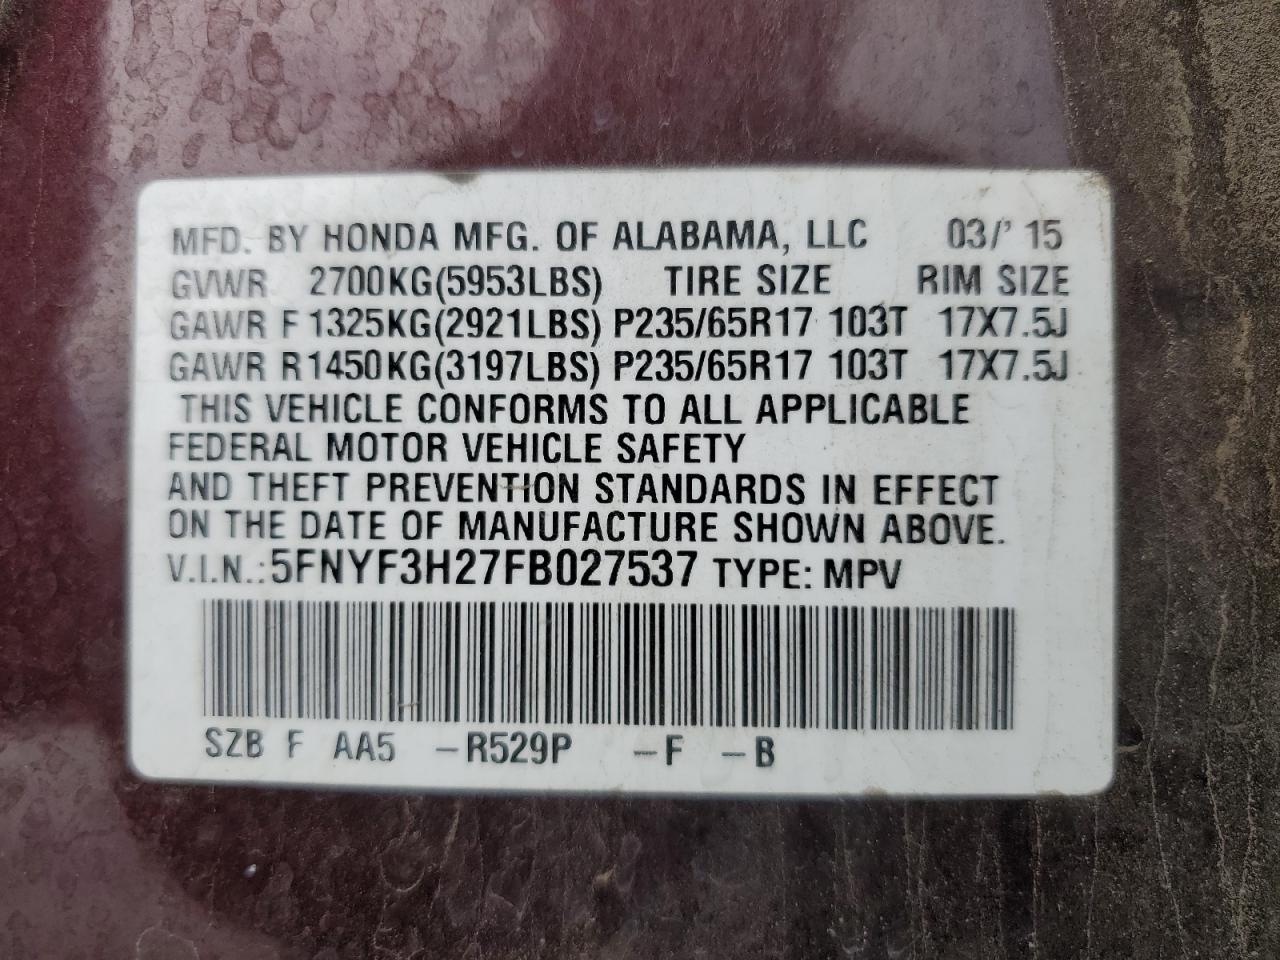 MFD. BY HONDA MFG. OF ALABAMA, LLC 03/' 15
GVWR 2700KG(5953LBS) TIRE SIZE RIM SIZE
GAWR F 1325KG(2921LBS) P235/65R17 103T 17X7.5J
GAWR R 1450KG(3197LBS) P235/65R17 103T 17X7.5J
THIS VEHICLE CONFORMS TO ALL APPLICABLE
FEDERAL MOTOR VEHICLE SAFETY
AND THEFT PREVENTION STANDARDS IN EFFECT
ON THE DATE OF MANUFACTURE SHOWN ABOVE.
V.I.N.: 5FNYF3H27FB027537 TYPE: MPV
SZB F AA5 -R529P -F -B